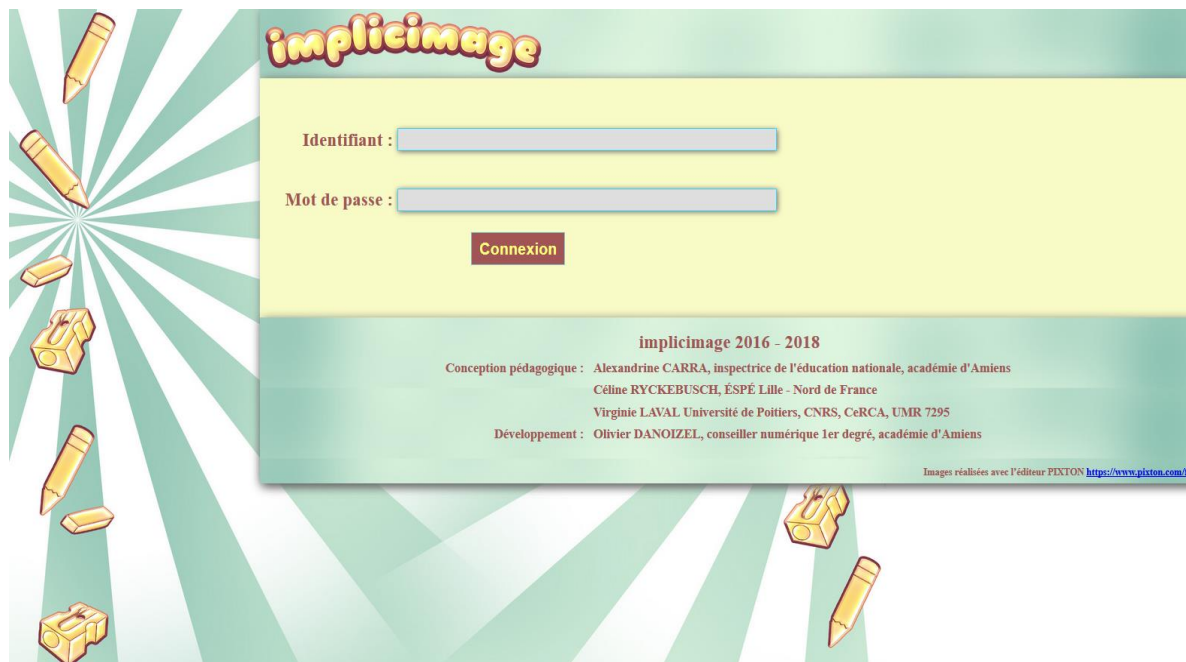 implicimage
Identifiant :
Mot de passe :
Connexion
implicimage 2016 - 2018
Conception pédagogique : Alexandrine CARRA, inspectrice de l'éducation nationale, académie d'Amiens
Céline RYCKEBUSCH, ÉSPÉ Lille - Nord de France
Virginie LAVAL Université de Poitiers, CNRS, CeRCA, UMR 7295
Développement : Olivier DANOIZEL, conseiller numérique 1er degré, académie d'Amiens
Images réalisées avec l'éditeur PIXTON https://www.pixton.com/